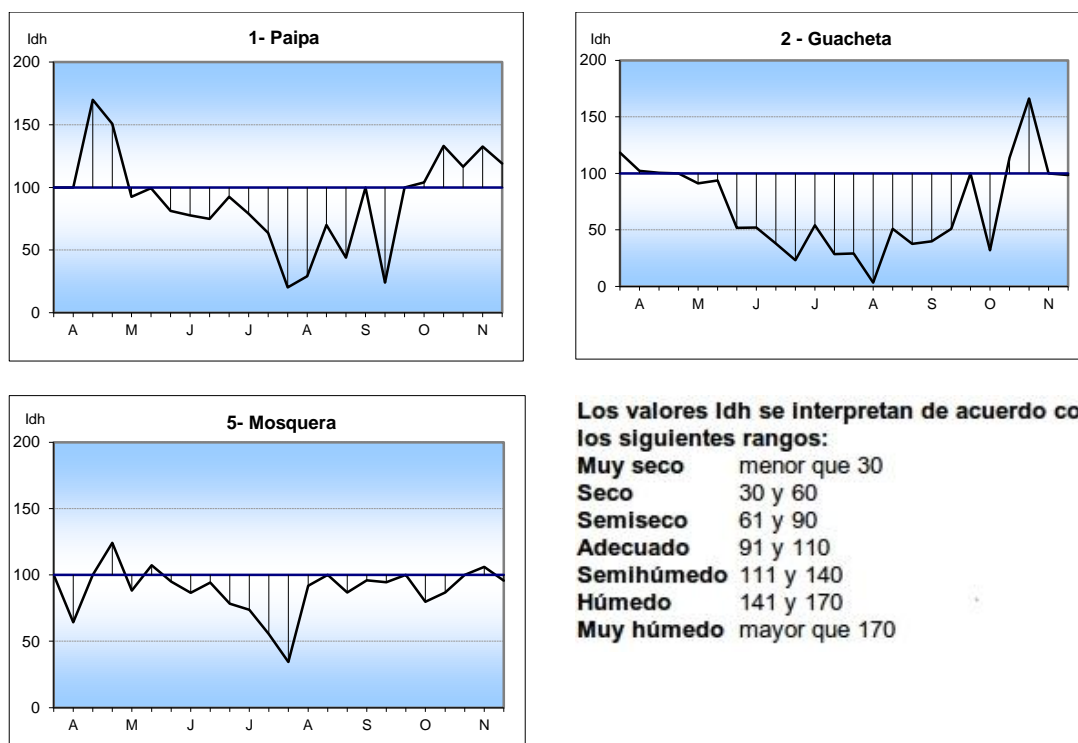 Idh
1- Paipa
200
150
100
50
0
A M J J A S O N
Idh
2 - Guacheta
200
150
100
50
0
A M J J A S O N
Idh
5- Mosquera
200
150
100
50
0
A M J J A S O N
Los valores Idh se interpretan de acuerdo co
los siguientes rangos:
Muy seco menor que 30
Seco 30 y 60
Semiseco 61 y 90
Adecuado 91 y 110
Semihúmedo 111 y 140
Húmedo 141 y 170
Muy húmedo mayor que 170